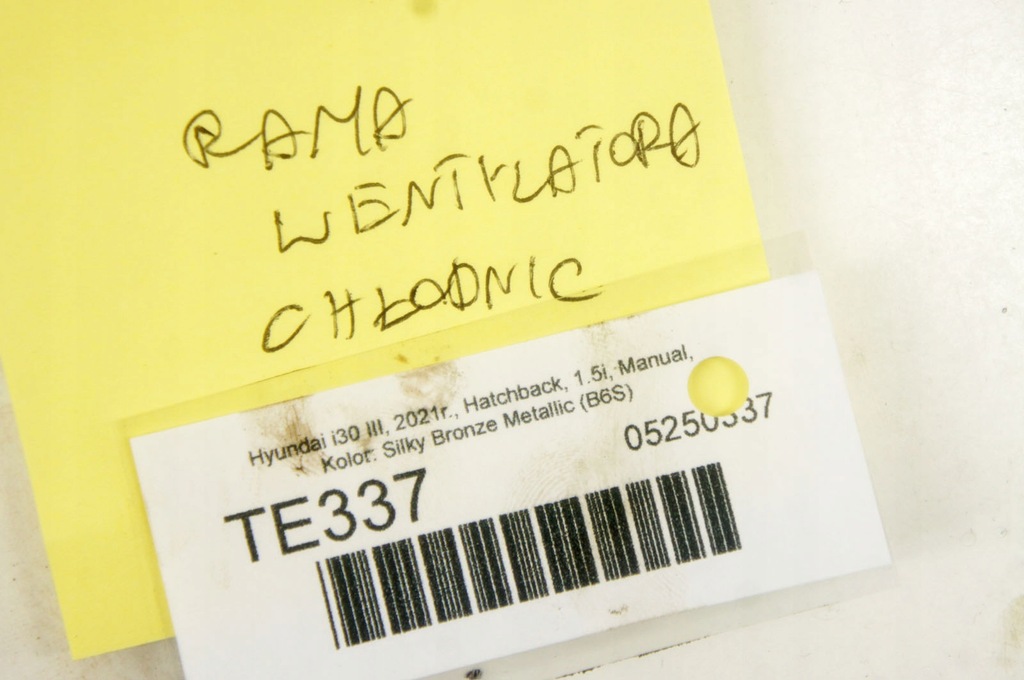 RAMA
WENTYLATORA
CHŁODNIC
Hyundai i30 III, 2021r., Hatchback, 1.5i, Manual,
Kolor: Silky Bronze Metallic (B6S)
05250337
TE337